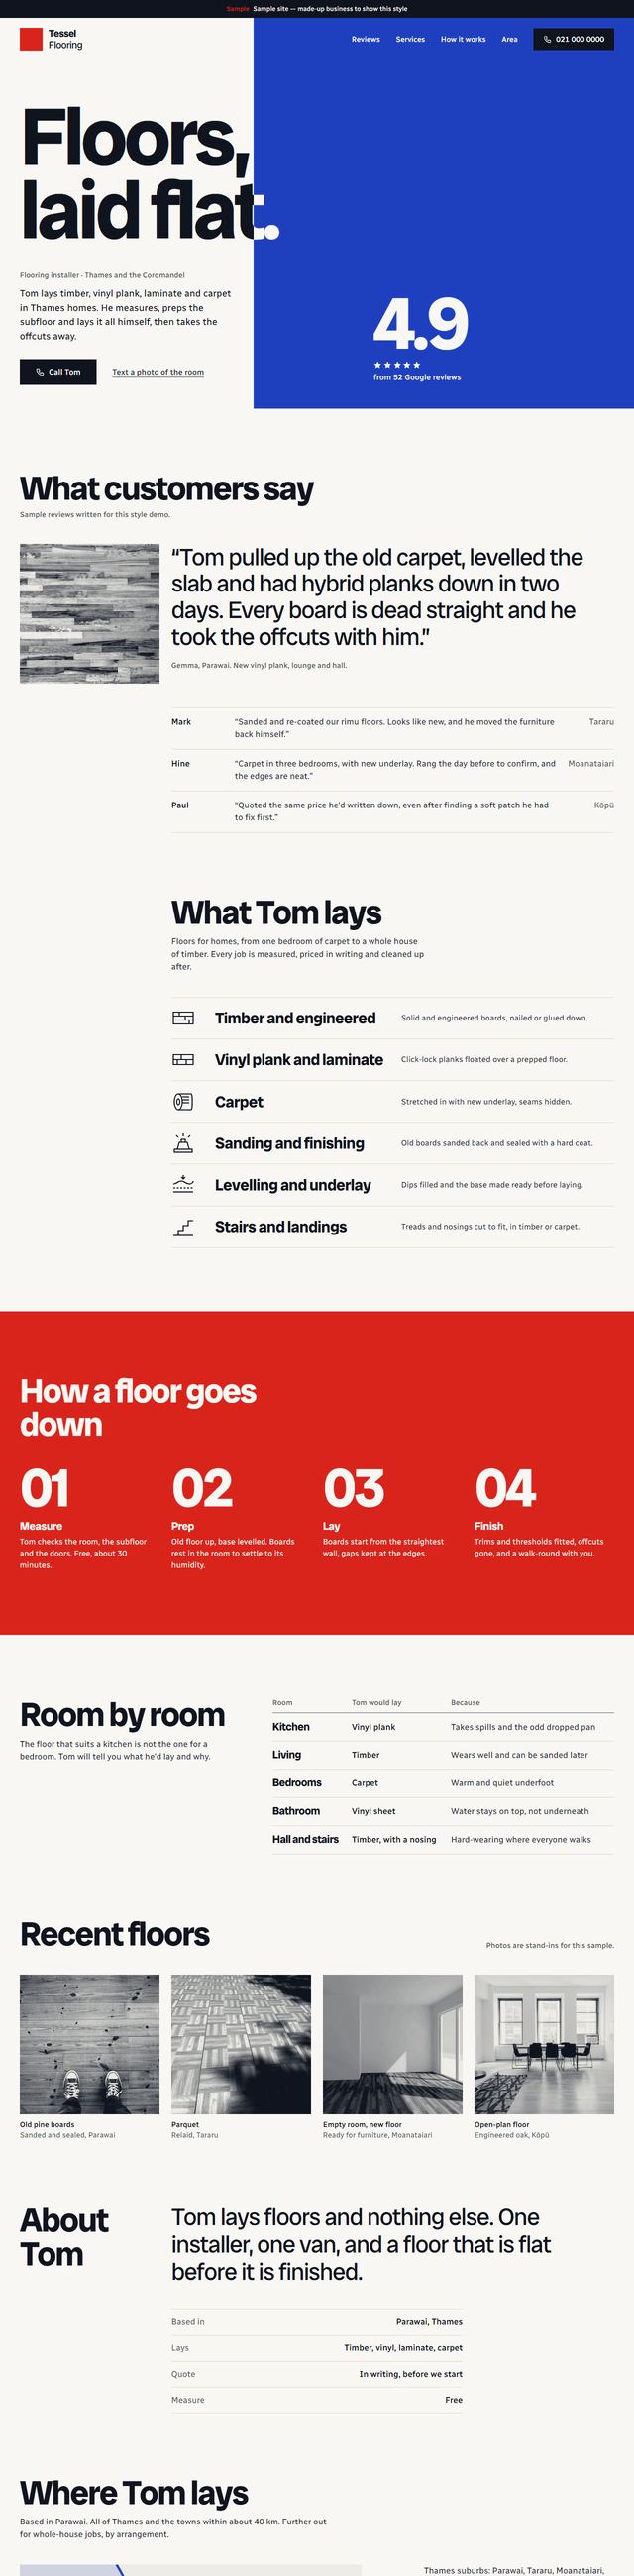 Sample Sample site — made-up business to show this style
Tessel
Flooring
Reviews Services How it works Area 021 000 0000
Floors,
laid flat.
Flooring installer · Thames and the Coromandel
Tom lays timber, vinyl plank, laminate and carpet
in Thames homes. He measures, preps the
subfloor and lays it all himself, then takes the
offcuts away.
Call Tom Text a photo of the room
4.9
from 52 Google reviews
What customers say
Sample reviews written for this style demo.
“Tom pulled up the old carpet, levelled the
slab and had hybrid planks down in two
days. Every board is dead straight and he
took the offcuts with him.”
Gemma, Parawai. New vinyl plank, lounge and hall.
Mark “Sanded and re-coated our rimu floors. Looks like new, and he moved the furniture Tararu
back himself.”
Hine “Carpet in three bedrooms, with new underlay. Rang the day before to confirm, and Moanataiari
the edges are neat.”
Paul “Quoted the same price he'd written down, even after finding a soft patch he had Kōpū
to fix first.”
What Tom lays
Floors for homes, from one bedroom of carpet to a whole house
of timber. Every job is measured, priced in writing and cleaned up
after.
Timber and engineered Solid and engineered boards, nailed or glued down.
Vinyl plank and laminate Click-lock planks floated over a prepped floor.
Carpet Stretched in with new underlay, seams hidden.
Sanding and finishing Old boards sanded back and sealed with a hard coat.
Levelling and underlay Dips filled and the base made ready before laying.
Stairs and landings Treads and nosings cut to fit, in timber or carpet.
How a floor goes
down
01 02 03 04
Measure Prep Lay Finish
Tom checks the room, the subfloor Old floor up, base levelled. Boards Boards start from the straightest Trims and thresholds fitted, offcuts
and the doors. Free, about 30 rest in the room to settle to its wall, gaps kept at the edges. gone, and a walk-round with you.
minutes. humidity.
Room by room
The floor that suits a kitchen is not the one for a
bedroom. Tom will tell you what he'd lay and why.
Room Tom would lay Because
Kitchen Vinyl plank Takes spills and the odd dropped pan
Living Timber Wears well and can be sanded later
Bedrooms Carpet Warm and quiet underfoot
Bathroom Vinyl sheet Water stays on top, not underneath
Hall and stairs Timber, with a nosing Hard-wearing where everyone walks
Recent floors
Photos are stand-ins for this sample.
Old pine boards Parquet Empty room, new floor Open-plan floor
Sanded and sealed, Parawai Relaid, Tararu Ready for furniture, Moanataiari Engineered oak, Kōpū
About
Tom
Tom lays floors and nothing else. One
installer, one van, and a floor that is flat
before it is finished.
Based in Parawai, Thames
Lays Timber, vinyl, laminate, carpet
Quote In writing, before we start
Measure Free
Where Tom lays
Based in Parawai. All of Thames and the towns within about 40 km. Further out
for whole-house jobs, by arrangement.
Thames suburbs: Parawai, Tararu, Moanataiari,